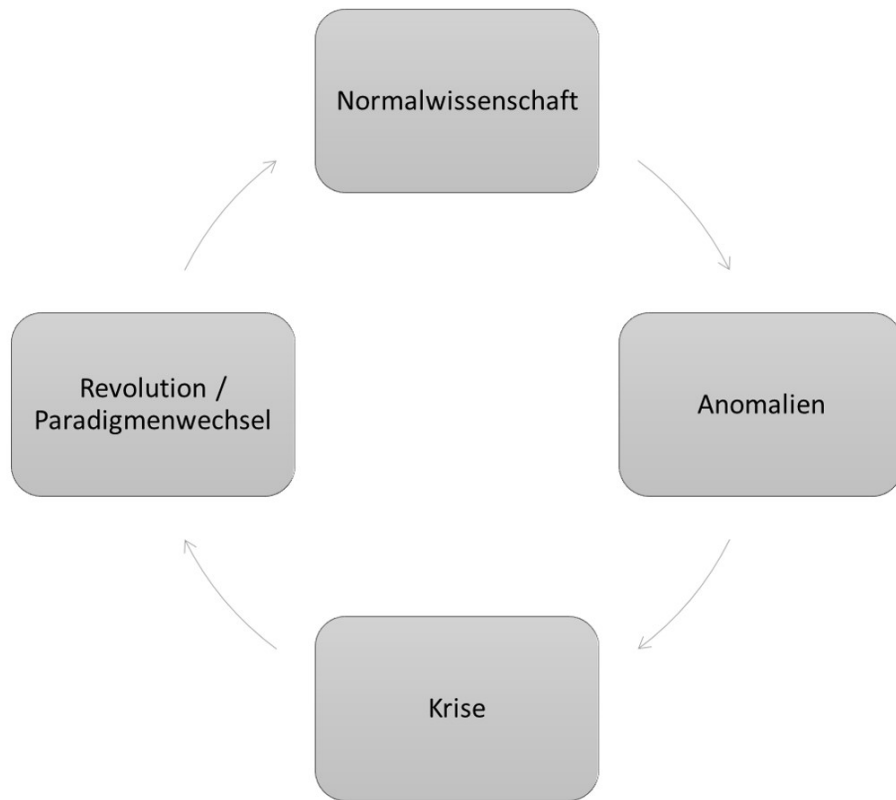 Normalwissenschaft
Revolution /
Paradigmenwechsel
Anomalien
Krise